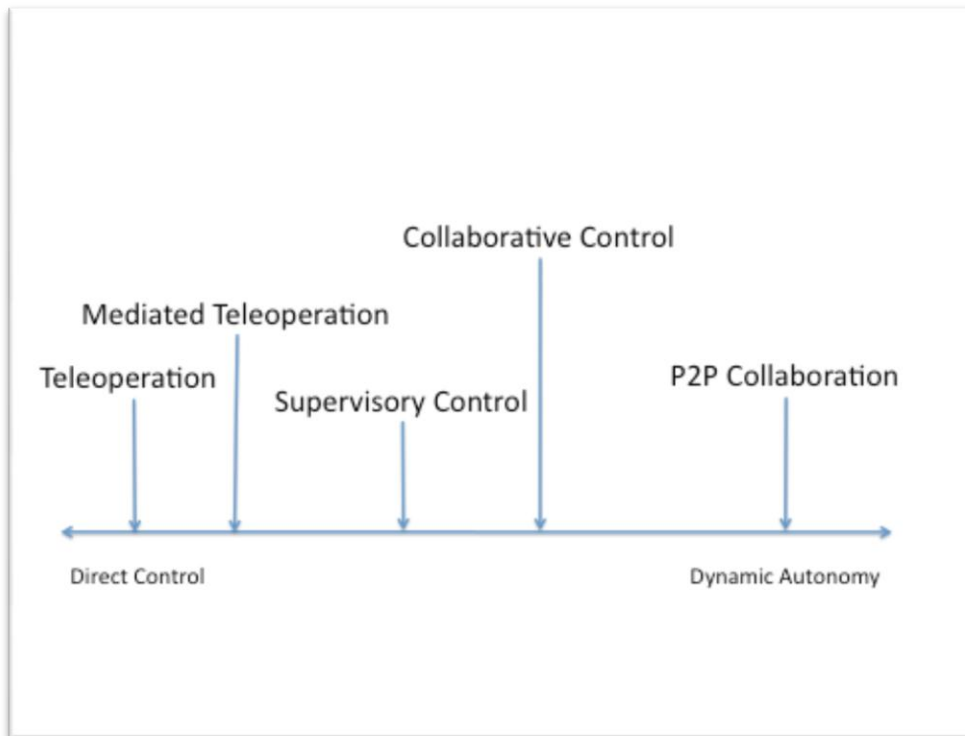 Collaborative Control
Mediated Teleoperation
Teleoperation
P2P Collaboration
Supervisory Control
Direct Control
Dynamic Autonomy